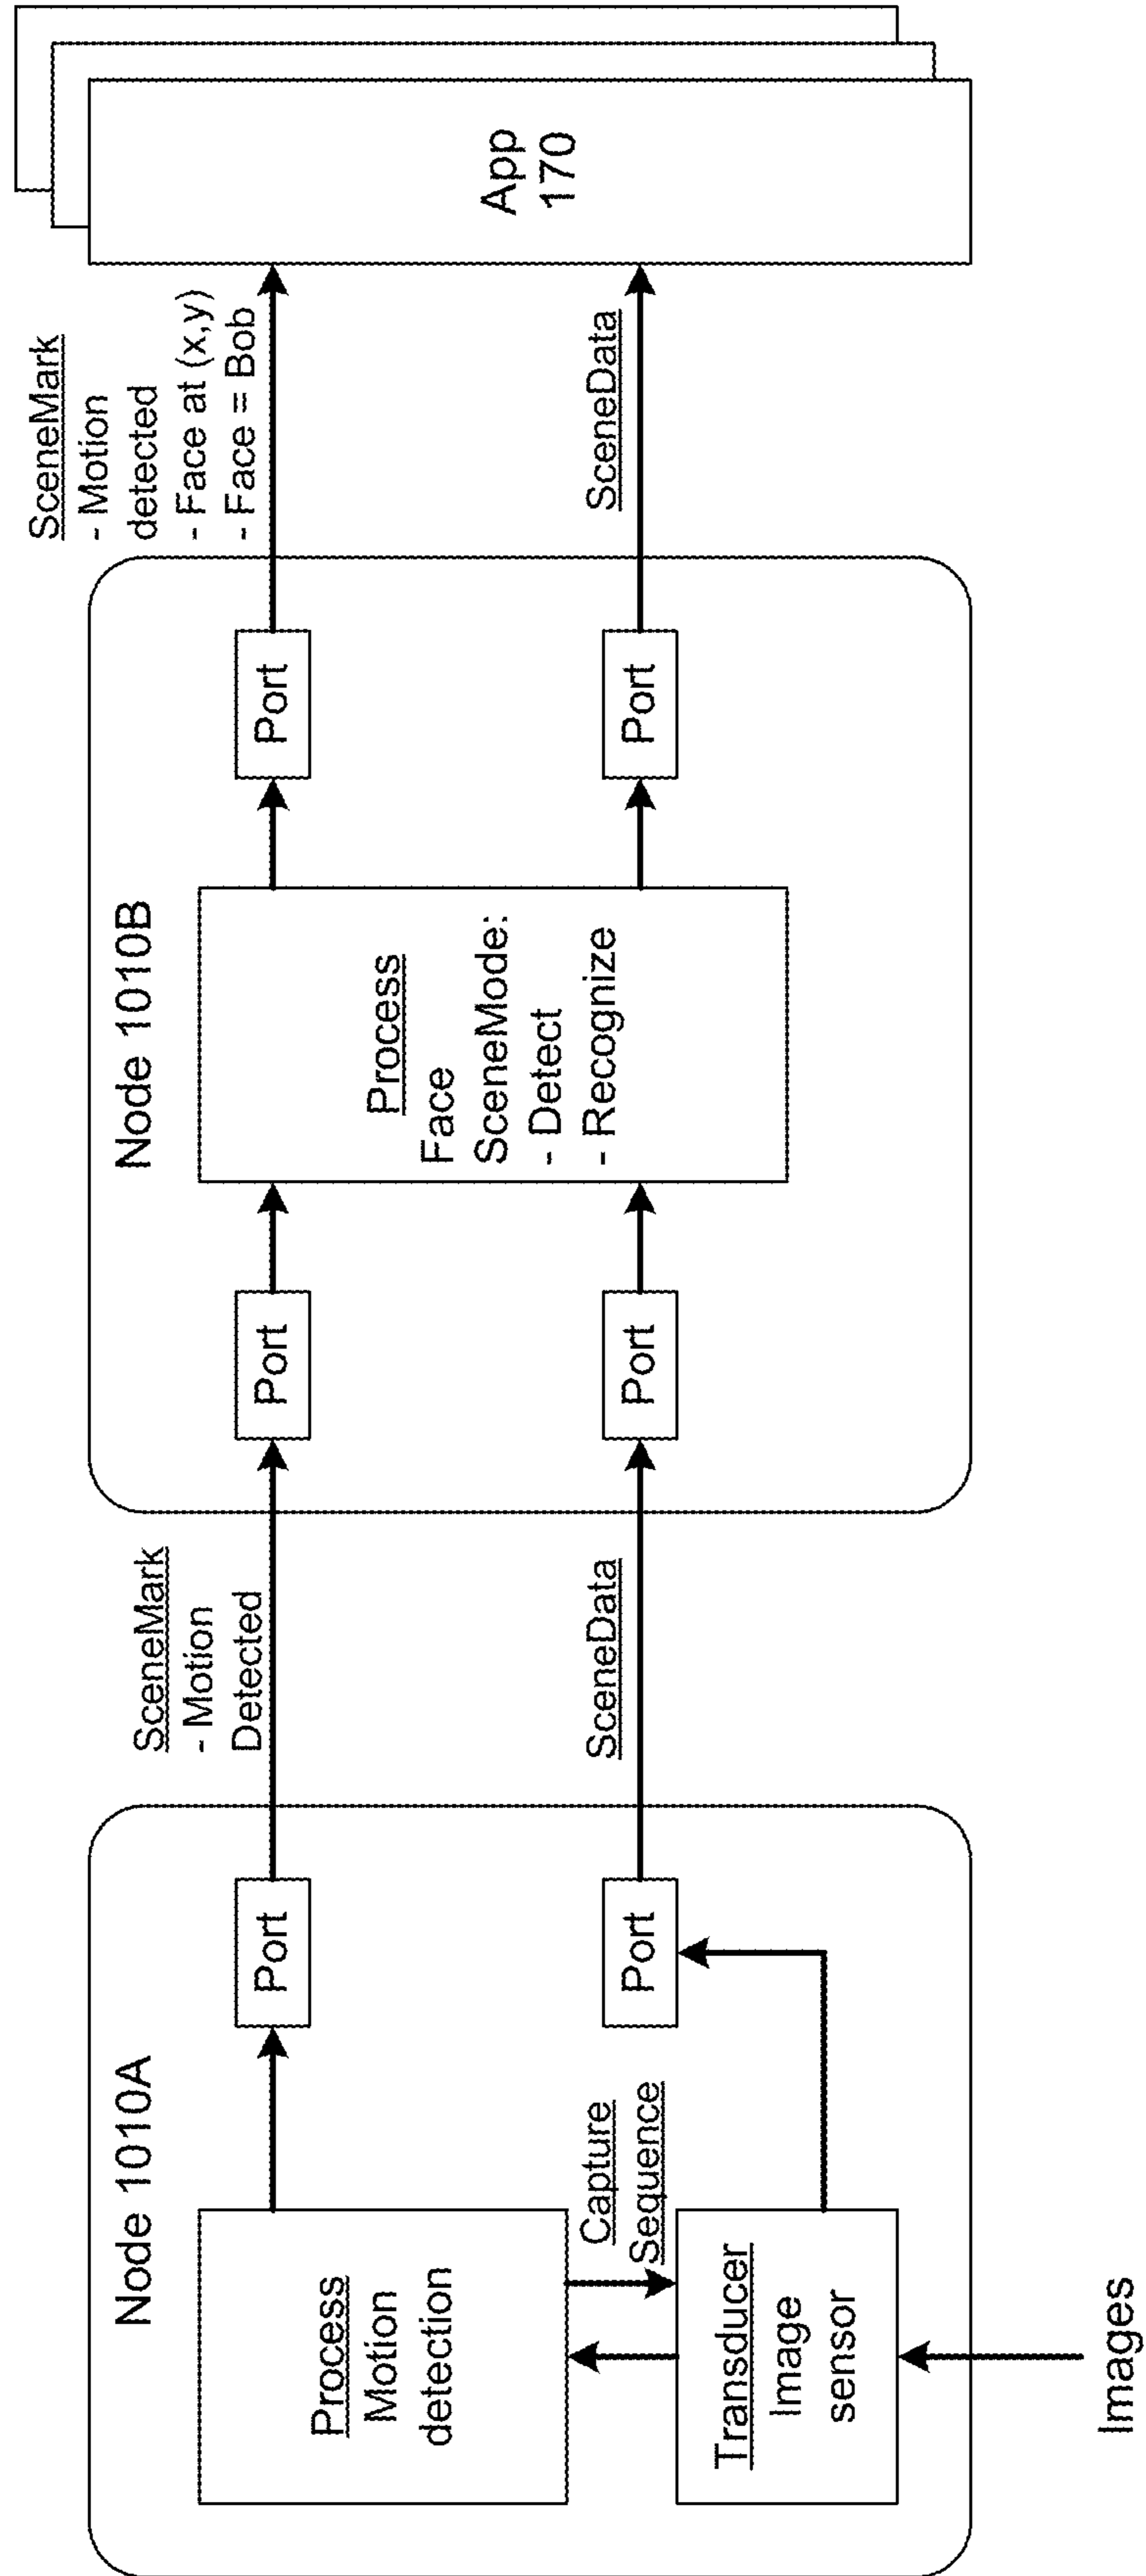 Node 1010A
Process
Motion
detection
Capture
Sequence
Transducer
Image
sensor
Images
Port
Port
SceneMark
- Motion
Detected
SceneData
Node 1010B
Port
Port
Process
Face
SceneMode:
- Detect
- Recognize
Port
Port
SceneMark
- Motion
detected
- Face at (x,y)
- Face = Bob
SceneData
App
170